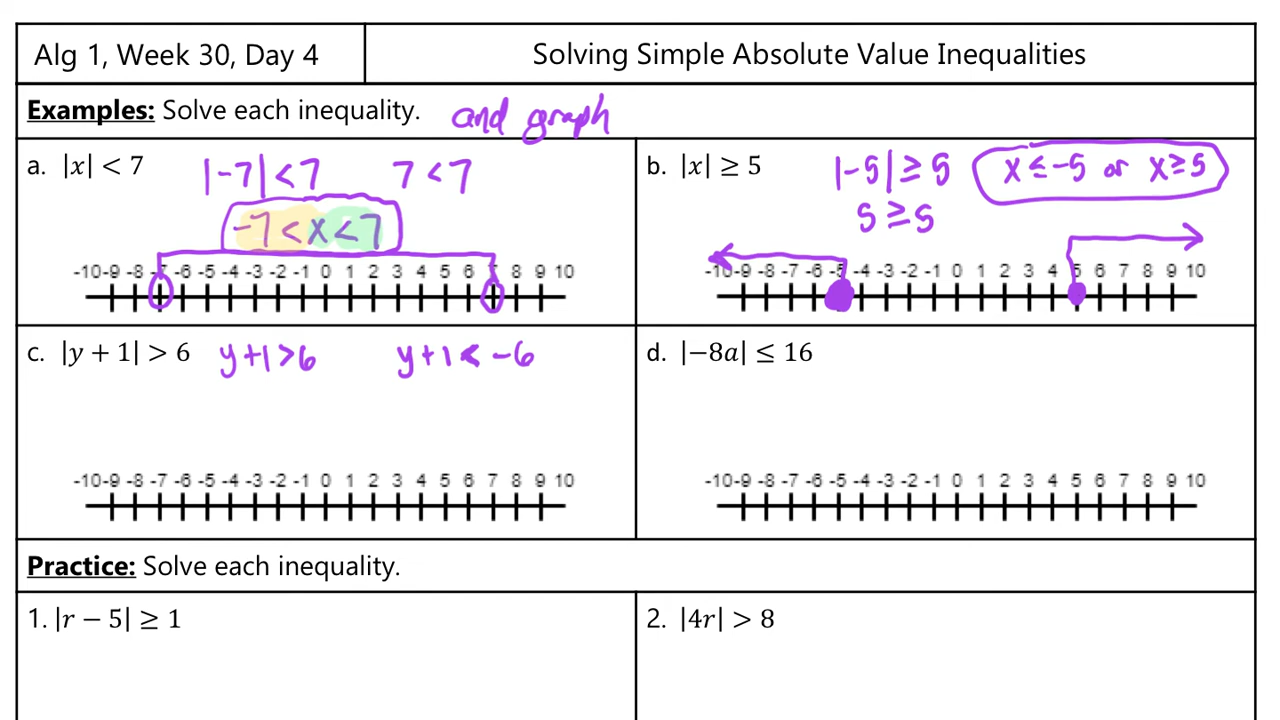 Alg 1, Week 30, Day 4
Solving Simple Absolute Value Inequalities
Examples: Solve each inequality. and graph
a. |x| < 7 |-7| < 7 7 < 7
-7 < x < 7
-10 -9 -8 -7 -6 -5 -4 -3 -2 -1 0 1 2 3 4 5 6 7 8 9 10
b. |x| ≥ 5 |-5| ≥ 5 x ≤ -5 or x ≥ 5
5 ≥ 5
-10 -9 -8 -7 -6 -5 -4 -3 -2 -1 0 1 2 3 4 5 6 7 8 9 10
c. |y + 1| > 6 y+1 > 6 y+1 < -6
-10 -9 -8 -7 -6 -5 -4 -3 -2 -1 0 1 2 3 4 5 6 7 8 9 10
d. |−8a| ≤ 16
-10 -9 -8 -7 -6 -5 -4 -3 -2 -1 0 1 2 3 4 5 6 7 8 9 10
Practice: Solve each inequality.
1. |r − 5| ≥ 1
2. |4r| > 8